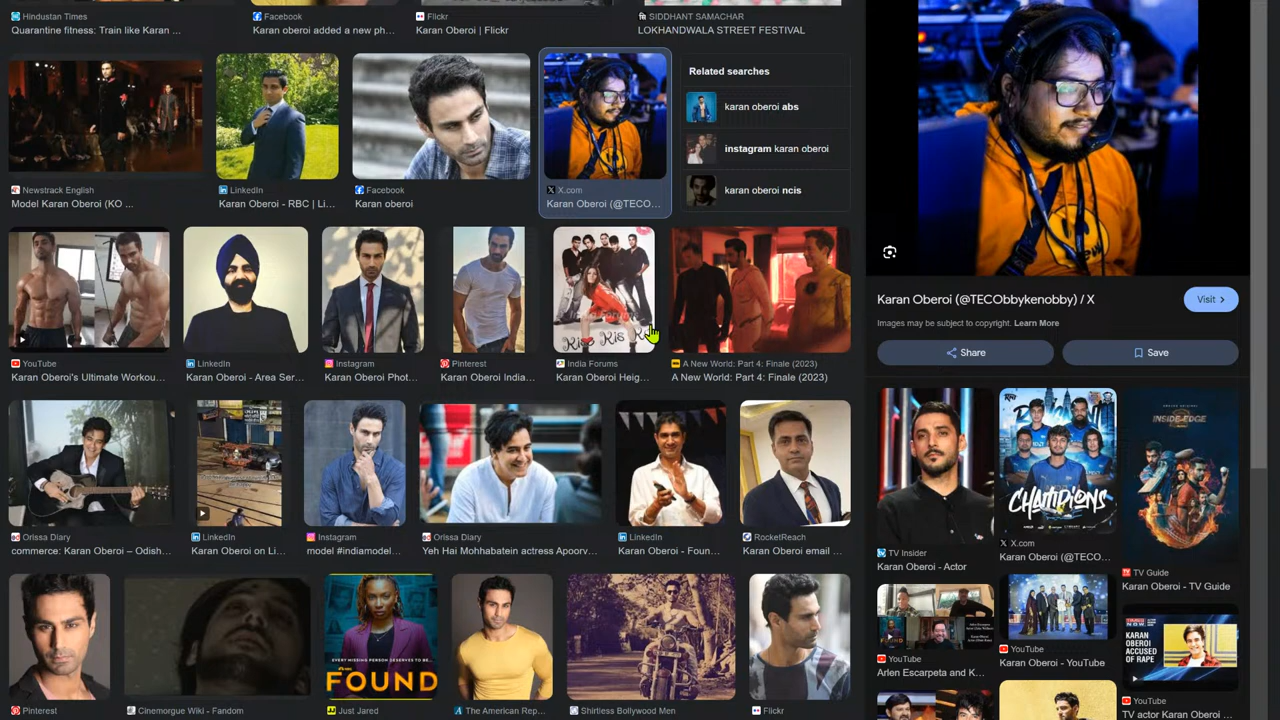 Hindustan Times
Quarantine fitness: Train like Karan ...
Facebook
Karan oberoi added a new ph...
Flickr
Karan Oberoi | Flickr
SIDDHANT SAMACHAR
LOKHANDWALA STREET FESTIVAL
Newstrack English
Model Karan Oberoi (KO ...
LinkedIn
Karan Oberoi - RBC | Li...
Facebook
Karan oberoi
X.com
Karan Oberoi (@TECO...
Related searches
karan oberoi abs
instagram karan oberoi
karan oberoi ncis
YouTube
Karan Oberoi's Ultimate Workou...
LinkedIn
Karan Oberoi - Area Ser...
Instagram
Karan Oberoi Phot...
Pinterest
Karan Oberoi India...
India Forums
Karan Oberoi Heig...
A New World: Part 4: Finale (2023)
A New World: Part 4: Finale (2023)
Orissa Diary
commerce: Karan Oberoi – Odish...
LinkedIn
Karan Oberoi on Li...
Instagram
model #indiamodel...
Orissa Diary
Yeh Hai Mohhabatein actress Apoorv...
LinkedIn
Karan Oberoi - Foun...
RocketReach
Karan Oberoi email ...
EVERY MISSING PERSON DESERVES TO BE...
FOUND
Pinterest
Cinemorgue Wiki - Fandom
Just Jared
The American Rep...
Shirtless Bollywood Men
Flickr
Karan Oberoi (@TECObbykenobby) / X
Visit
Images may be subject to copyright. Learn More
Share
Save
TV Insider
Karan Oberoi - Actor
CHAMPIONS
X.com
Karan Oberoi (@TECO...
INSIDE EDGE
TV Guide
Karan Oberoi - TV Guide
YouTube
Arlen Escarpeta and K...
YouTube
Karan Oberoi - YouTube
KARAN
OBEROI
ACCUSED
OF RAPE
YouTube
TV actor Karan Oberoi ...